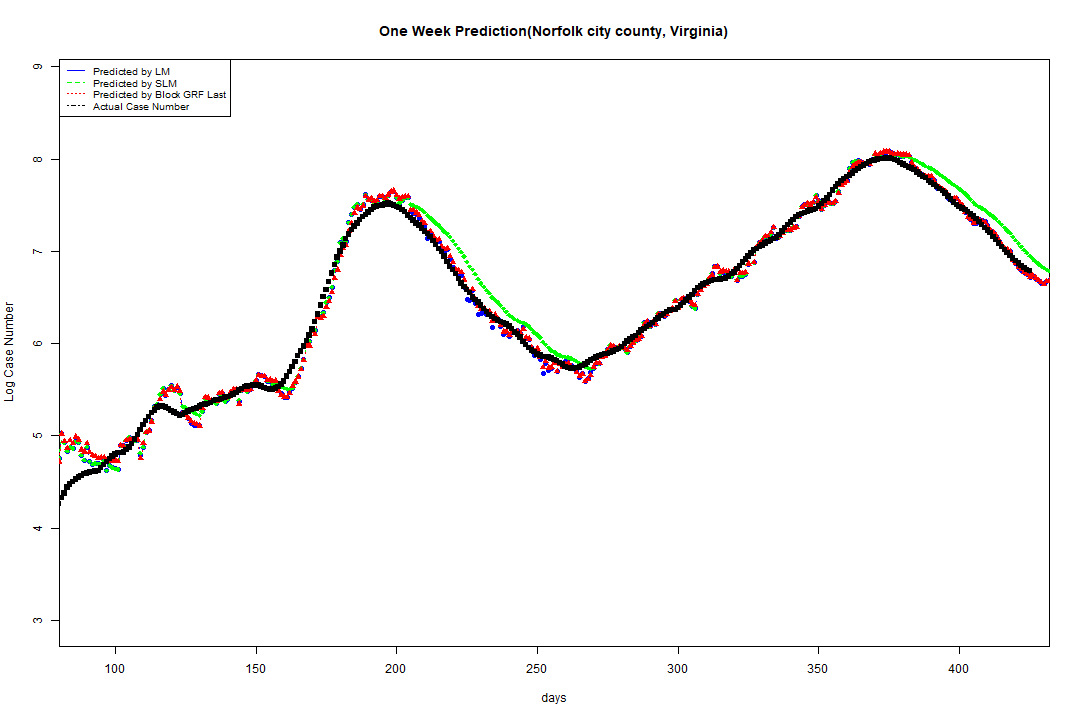 One Week Prediction(Norfolk city county, Virginia)
Predicted by LM
Predicted by SLM
Predicted by Block GRF Last
Actual Case Number
Log Case Number
9
8
7
6
5
4
3
100 150 200 250 300 350 400
days